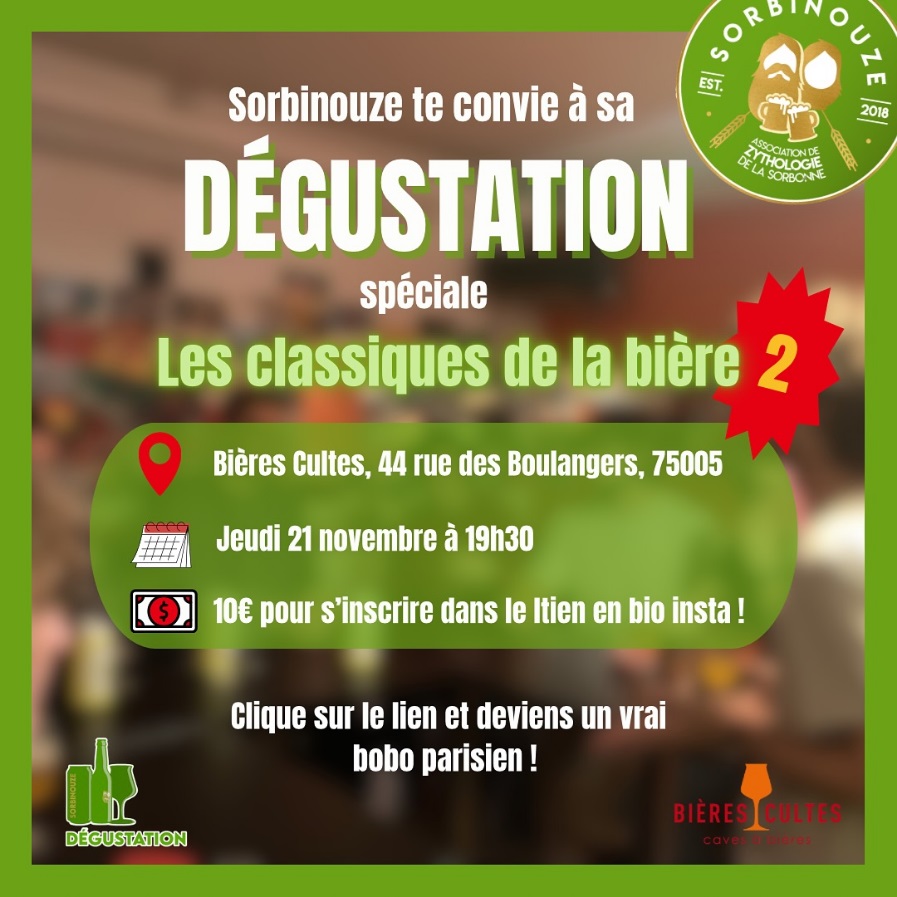 SORBINOUZE
EST.
2018
ASSOCIATION DE
ZYTHOLOGIE
DE LA SORBONNE
Sorbinouze te convie à sa
DÉGUSTATION
spéciale
Les classiques de la bière 2
Bières Cultes, 44 rue des Boulangers, 75005
Jeudi 21 novembre à 19h30
10€ pour s'inscrire dans le ltien en bio insta !
Clique sur le lien et deviens un vrai
bobo parisien !
SORBINOUZE
DÉGUSTATION
BIÈRES CULTES
caves à bières